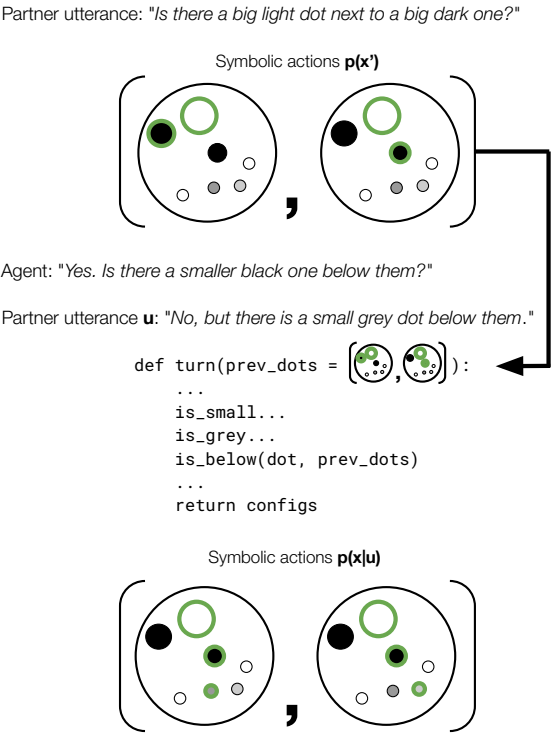 Partner utterance: "Is there a big light dot next to a big dark one?"
Symbolic actions p(x')
,
Agent: "Yes. Is there a smaller black one below them?"
Partner utterance u: "No, but there is a small grey dot below them."
def turn(prev_dots = [ , ]):
...
is_small...
is_grey...
is_below(dot, prev_dots)
...
return configs
Symbolic actions p(x|u)
,